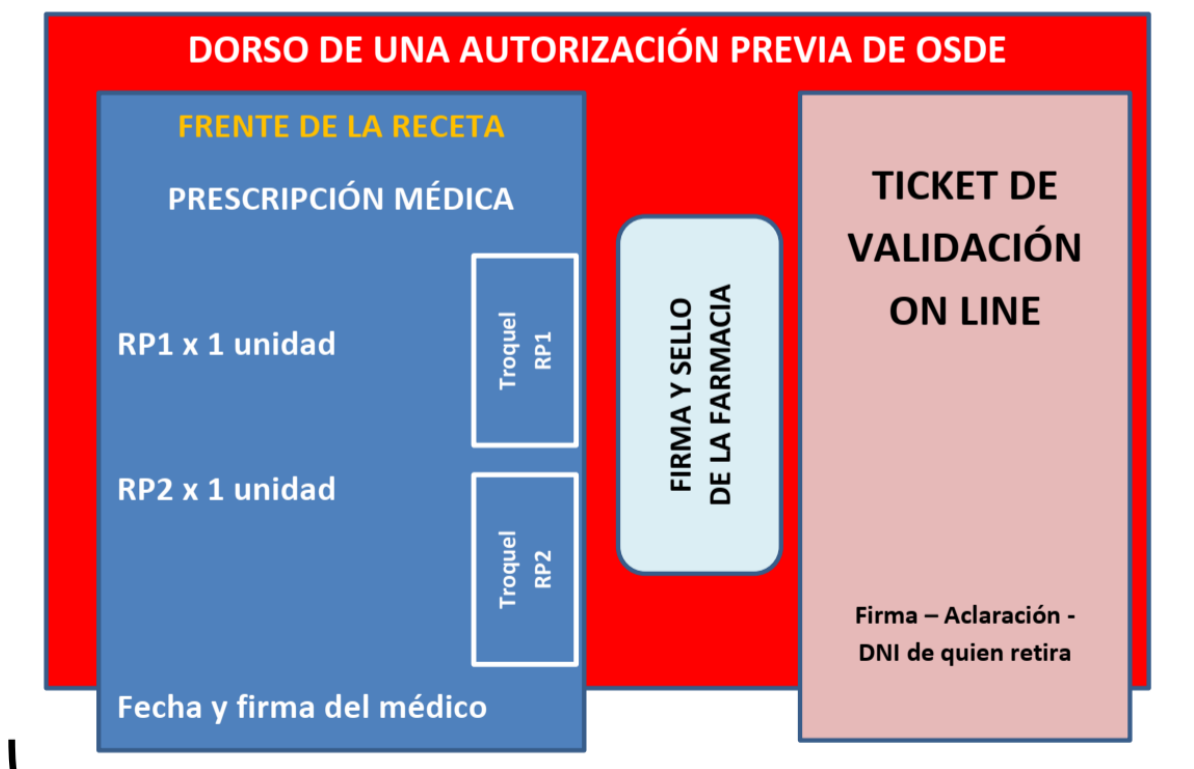 DORSO DE UNA AUTORIZACIÓN PREVIA DE OSDE
FRENTE DE LA RECETA
PRESCRIPCIÓN MÉDICA
RP1 x 1 unidad
Troquel
RP1
RP2 x 1 unidad
Troquel
RP2
Fecha y firma del médico
FIRMA Y SELLO
DE LA FARMACIA
TICKET DE
VALIDACIÓN
ON LINE
Firma – Aclaración -
DNI de quien retira